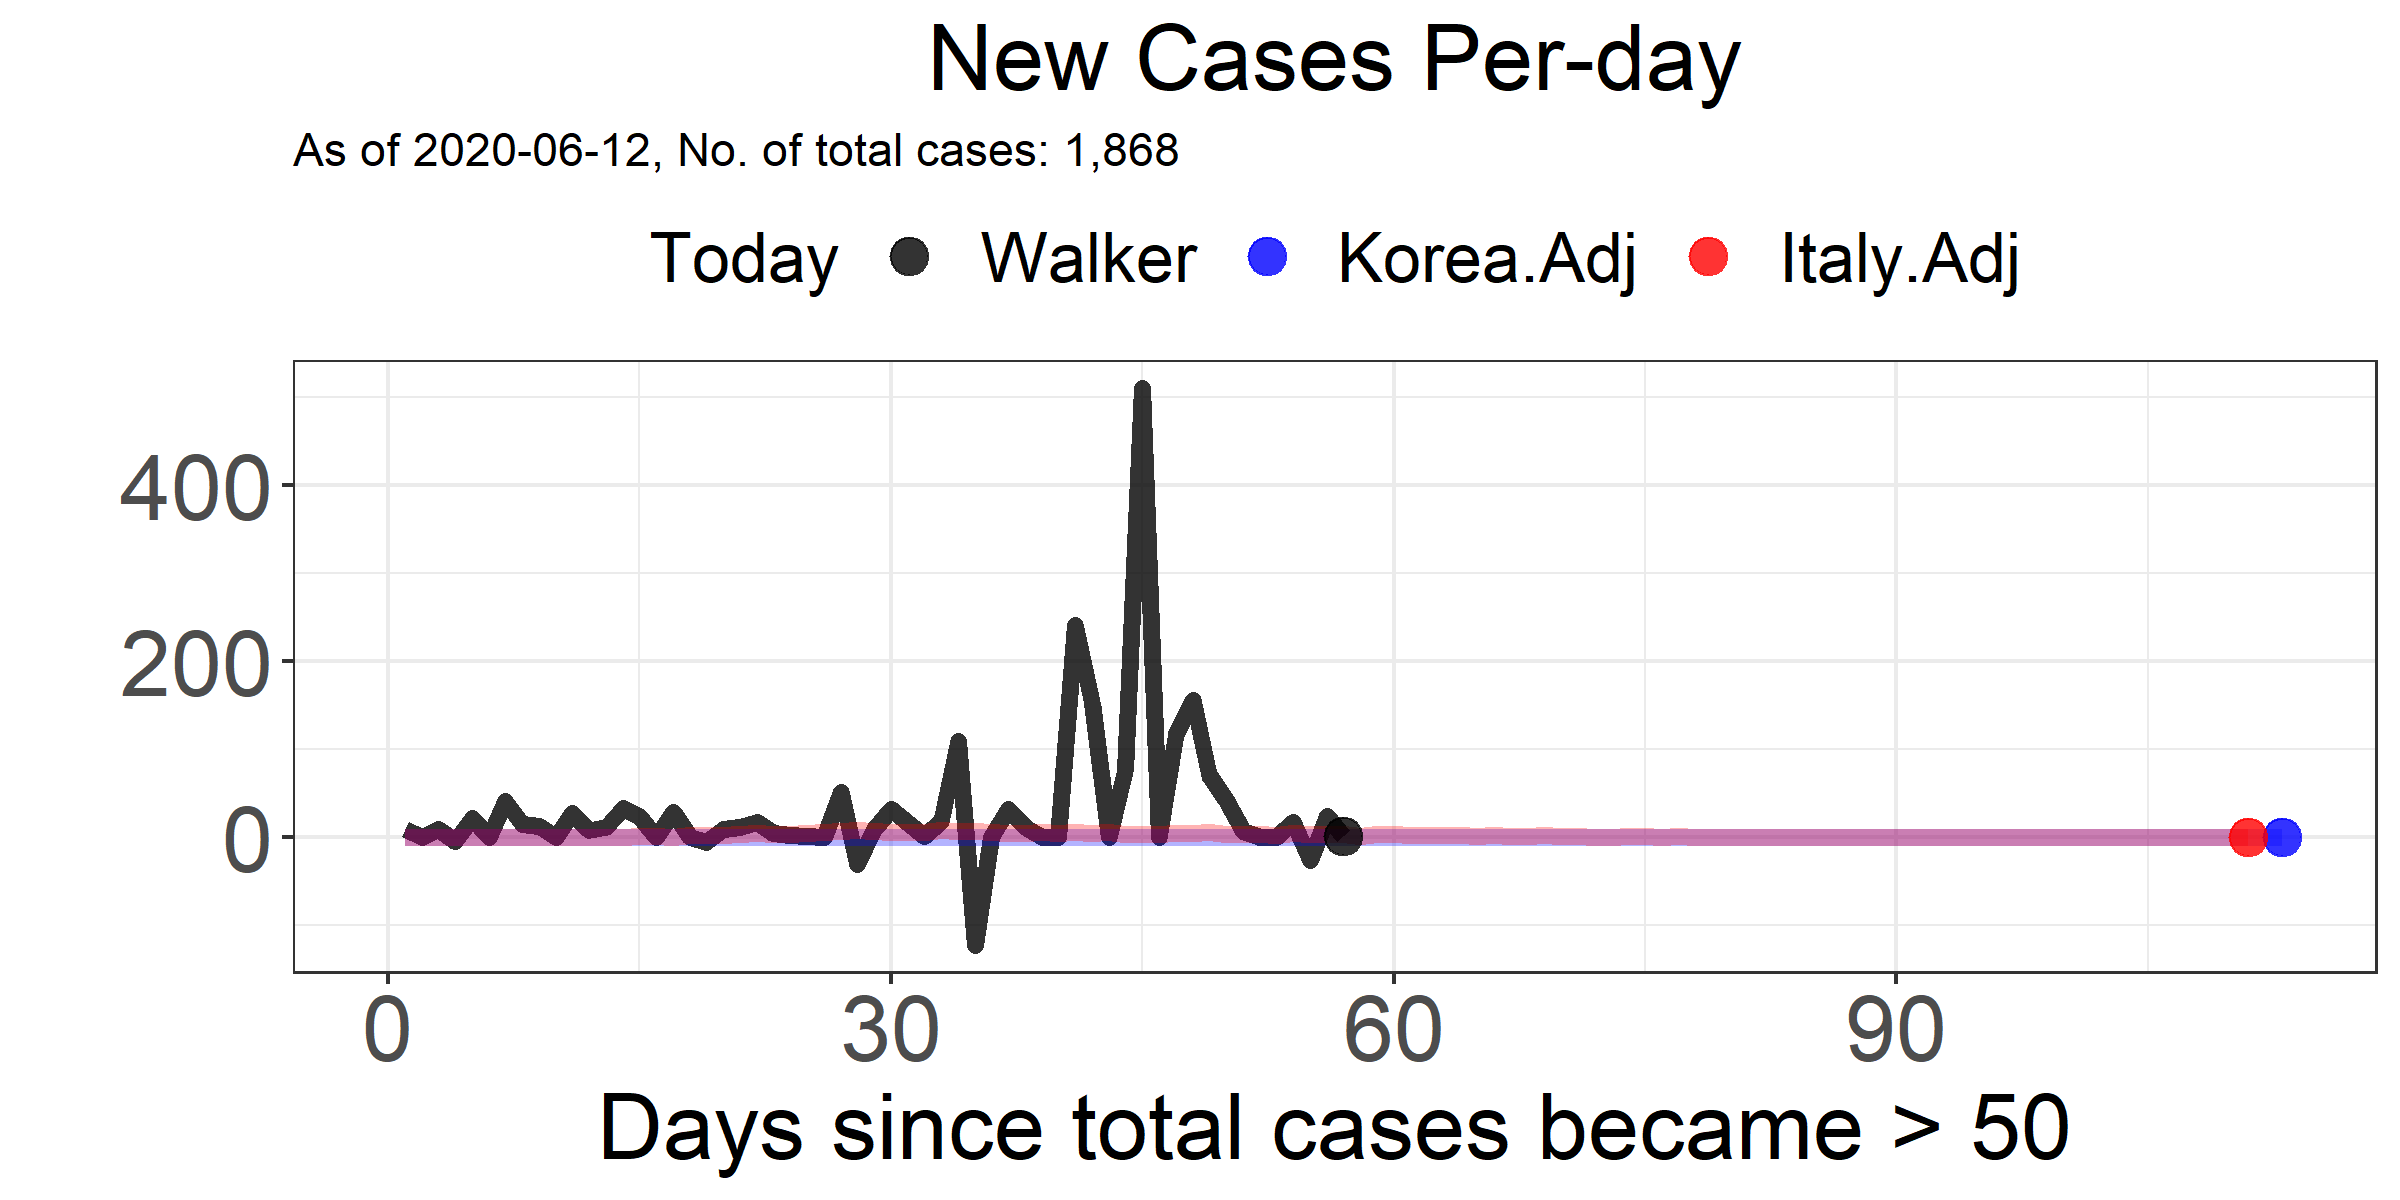 New Cases Per-day
As of 2020-06-12, No. of total cases: 1,868
Today Walker Korea.Adj Italy.Adj
400
200
0
0 30 60 90
Days since total cases became > 50